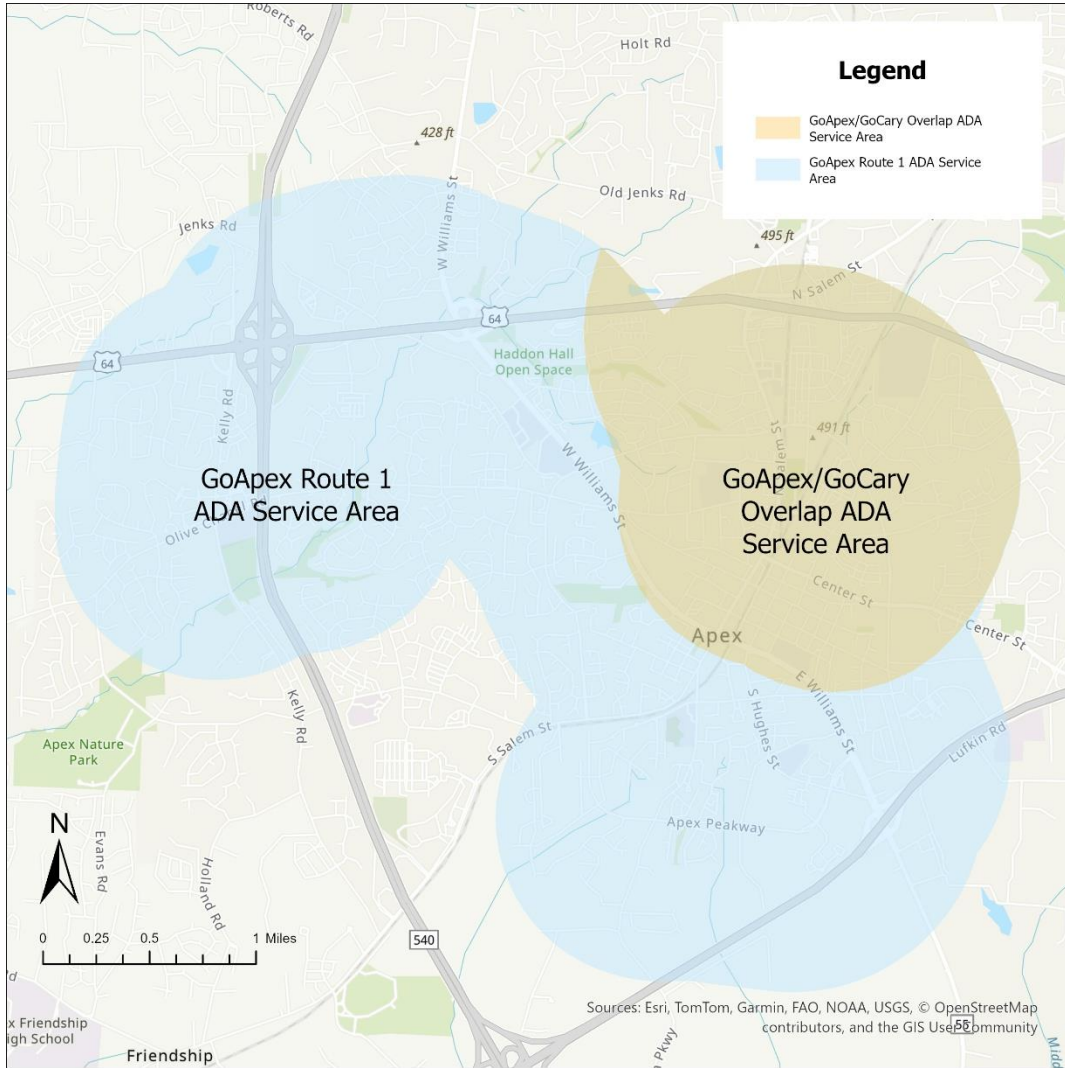 Roberts Rd
Holt Rd
Legend
GoApex/GoCary Overlap ADA
Service Area
GoApex Route 1 ADA Service
Area
428 ft
Old Jenks Rd
Jenks Rd
W Williams St
495 ft
N Salem St
64
64
Haddon Hall
Open Space
Kelly Rd
491 ft
W Williams St
GoApex Route 1
ADA Service Area
GoApex/GoCary
Overlap ADA
Service Area
Center St
Center St
Apex
E Williams St
S Hughes St
Kelly Rd
S Salem St
Lufkin Rd
Apex Nature
Park
Apex Peakway
N
Evans Rd
Holland Rd
0 0.25 0.5 1 Miles
540
Sources: Esri, TomTom, Garmin, FAO, NOAA, USGS, © OpenStreetMap
contributors, and the GIS User Community
55
x Friendship
igh School
Friendship
Pkwy